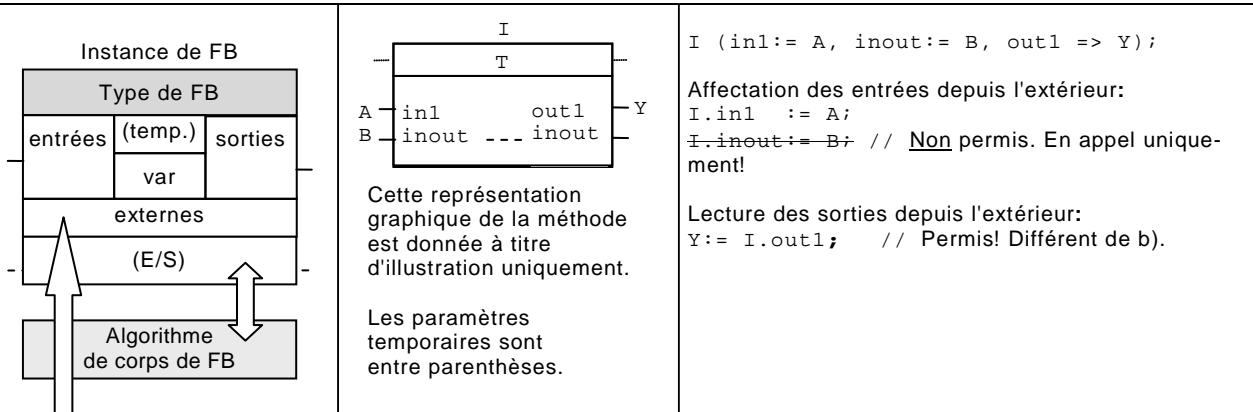 Instance de FB
Type de FB
entrées
(temp.)
sorties
var
externes
(E/S)
Algorithme
de corps de FB
I
T
A
in1
out1
Y
B
inout
---
inout
Cette représentation
graphique de la méthode
est donnée à titre
d'illustration uniquement.
Les paramètres
temporaires sont
entre parenthèses.
I (in1:= A, inout:= B, out1 => Y);
Affectation des entrées depuis l'extérieur:
I.in1 := A;
I.inout:= B; // Non permis. En appel unique-
ment!
Lecture des sorties depuis l'extérieur:
Y:= I.out1; // Permis! Différent de b).